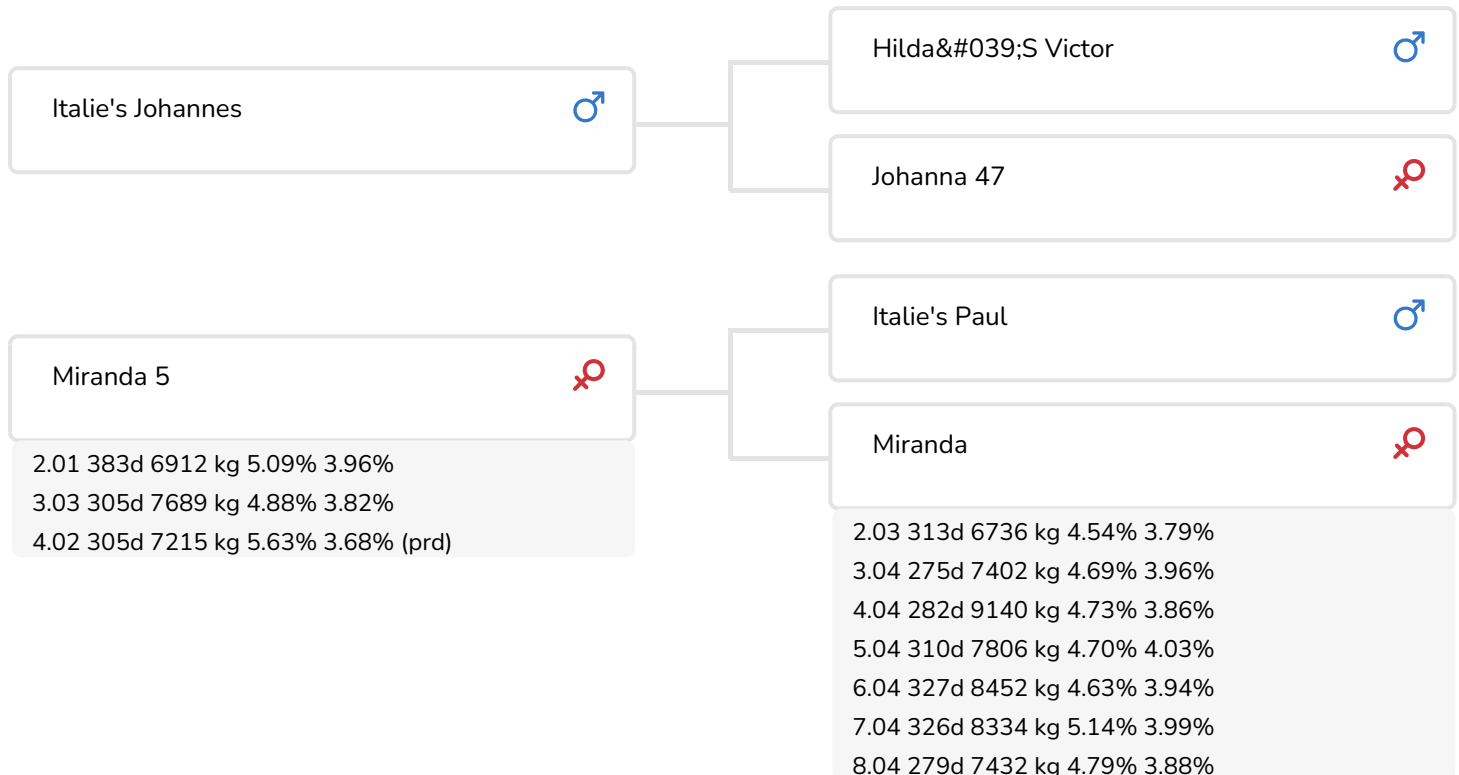 Hilda&#039;S Victor
Italie's Johannes
Johanna 47
Italie's Paul
Miranda 5
Miranda
2.01 383d 6912 kg 5.09% 3.96%
3.03 305d 7689 kg 4.88% 3.82%
4.02 305d 7215 kg 5.63% 3.68% (prd)
2.03 313d 6736 kg 4.54% 3.79%
3.04 275d 7402 kg 4.69% 3.96%
4.04 282d 9140 kg 4.73% 3.86%
5.04 310d 7806 kg 4.70% 4.03%
6.04 327d 8452 kg 4.63% 3.94%
7.04 326d 8334 kg 5.14% 3.99%
8.04 279d 7432 kg 4.79% 3.88%